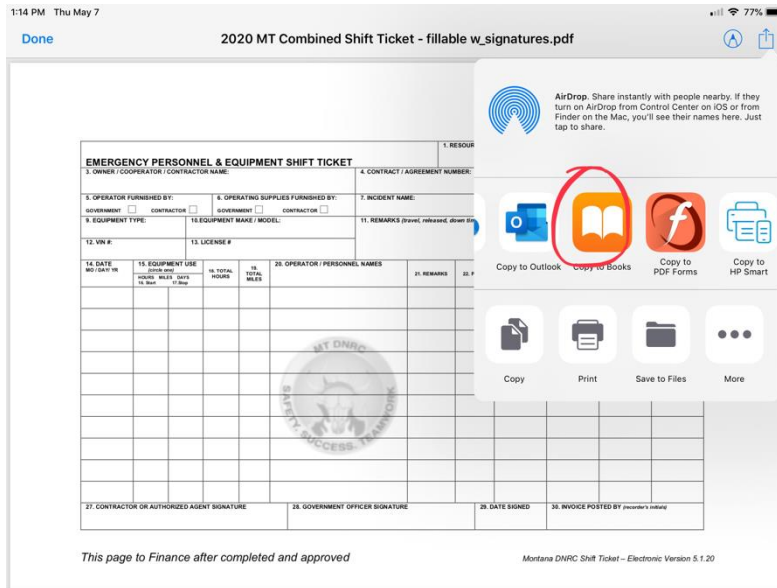 1:14 PM Thu May 7
77%
Done
2020 MT Combined Shift Ticket - fillable w_signatures.pdf
AirDrop. Share instantly with people nearby. If they
turn on AirDrop from Control Center on iOS or from
Finder on the Mac, you'll see their names here. Just
tap to share.
Copy to Outlook
Copy to Books
Copy to
PDF Forms
Copy to
HP Smart
Copy
Print
Save to Files
More
1. RESOUR
EMERGENCY PERSONNEL & EQUIPMENT SHIFT TICKET
3. OWNER / COOPERATOR / CONTRACTOR NAME:
4. CONTRACT / AGREEMENT NUMBER:
5. OPERATOR FURNISHED BY:
GOVERNMENT CONTRACTOR
6. OPERATING SUPPLIES FURNISHED BY:
GOVERNMENT CONTRACTOR
7. INCIDENT NAME:
9. EQUIPMENT TYPE:
10.EQUIPMENT MAKE / MODEL:
11. REMARKS (travel, released, down tim
12. VIN #:
13. LICENSE #
14. DATE
MO / DAY/ YR
15. EQUIPMENT USE
(circle one)
HOURS MILES DAYS
16. Start 17.Stop
18. TOTAL
HOURS
19.
TOTAL
MILES
20. OPERATOR / PERSONNEL NAMES
21. REMARKS
MT DNRC
SAFETY, SUCCESS, TEAMWORK
27. CONTRACTOR OR AUTHORIZED AGENT SIGNATURE
28. GOVERNMENT OFFICER SIGNATURE
29. DATE SIGNED
30. INVOICE POSTED BY (recorder's initials)
This page to Finance after completed and approved
Montana DNRC Shift Ticket – Electronic Version 5.1.20